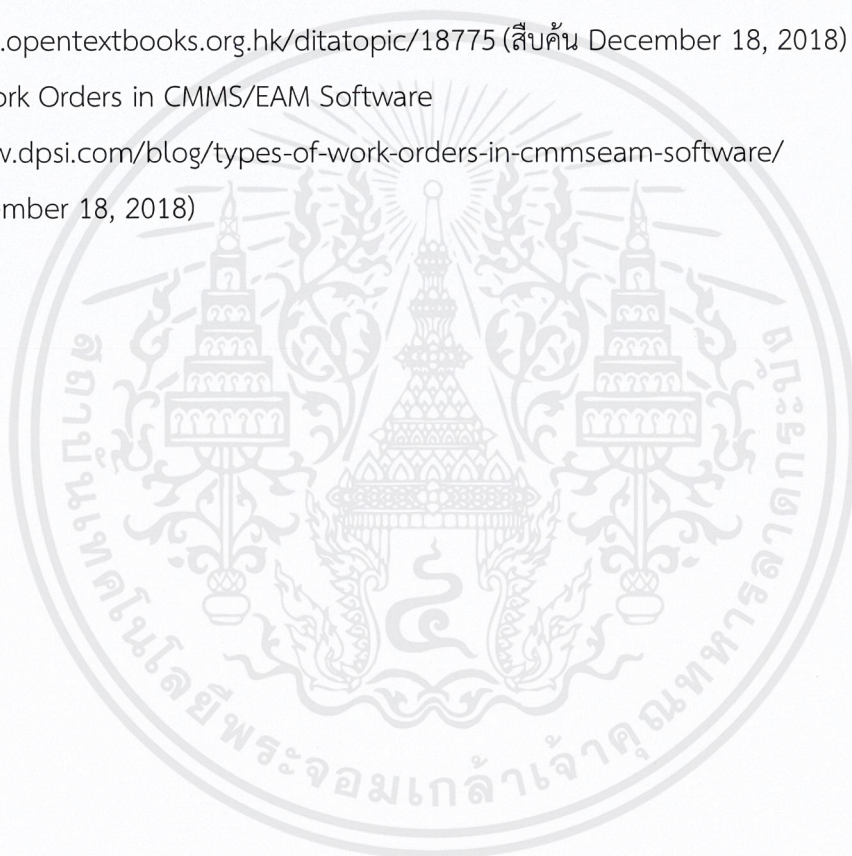 .opentextbooks.org.hk/ditatopic/18775 (สืบค้น December 18, 2018)
ork Orders in CMMS/EAM Software
w.dpsi.com/blog/types-of-work-orders-in-cmmseam-software/
mber 18, 2018)
สถาบันเทคโนโลยีพระจอมเกล้าเจ้าคุณทหารลาดกระบัง